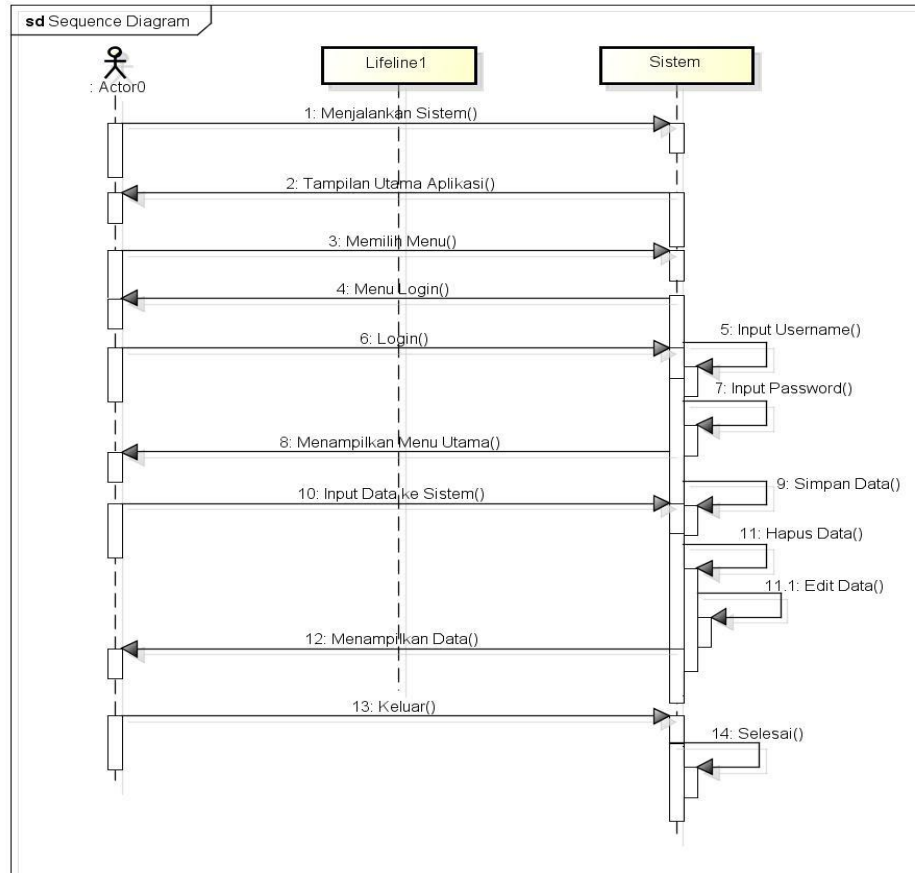 sd Sequence Diagram
: Actor0
Lifeline1
Sistem
1: Menjalankan Sistem()
2: Tampilan Utama Aplikasi()
3: Memilih Menu()
4: Menu Login()
5: Input Username()
6: Login()
7: Input Password()
8: Menampilkan Menu Utama()
9: Simpan Data()
10: Input Data ke Sistem()
11: Hapus Data()
11.1: Edit Data()
12: Menampilkan Data()
13: Keluar()
14: Selesai()